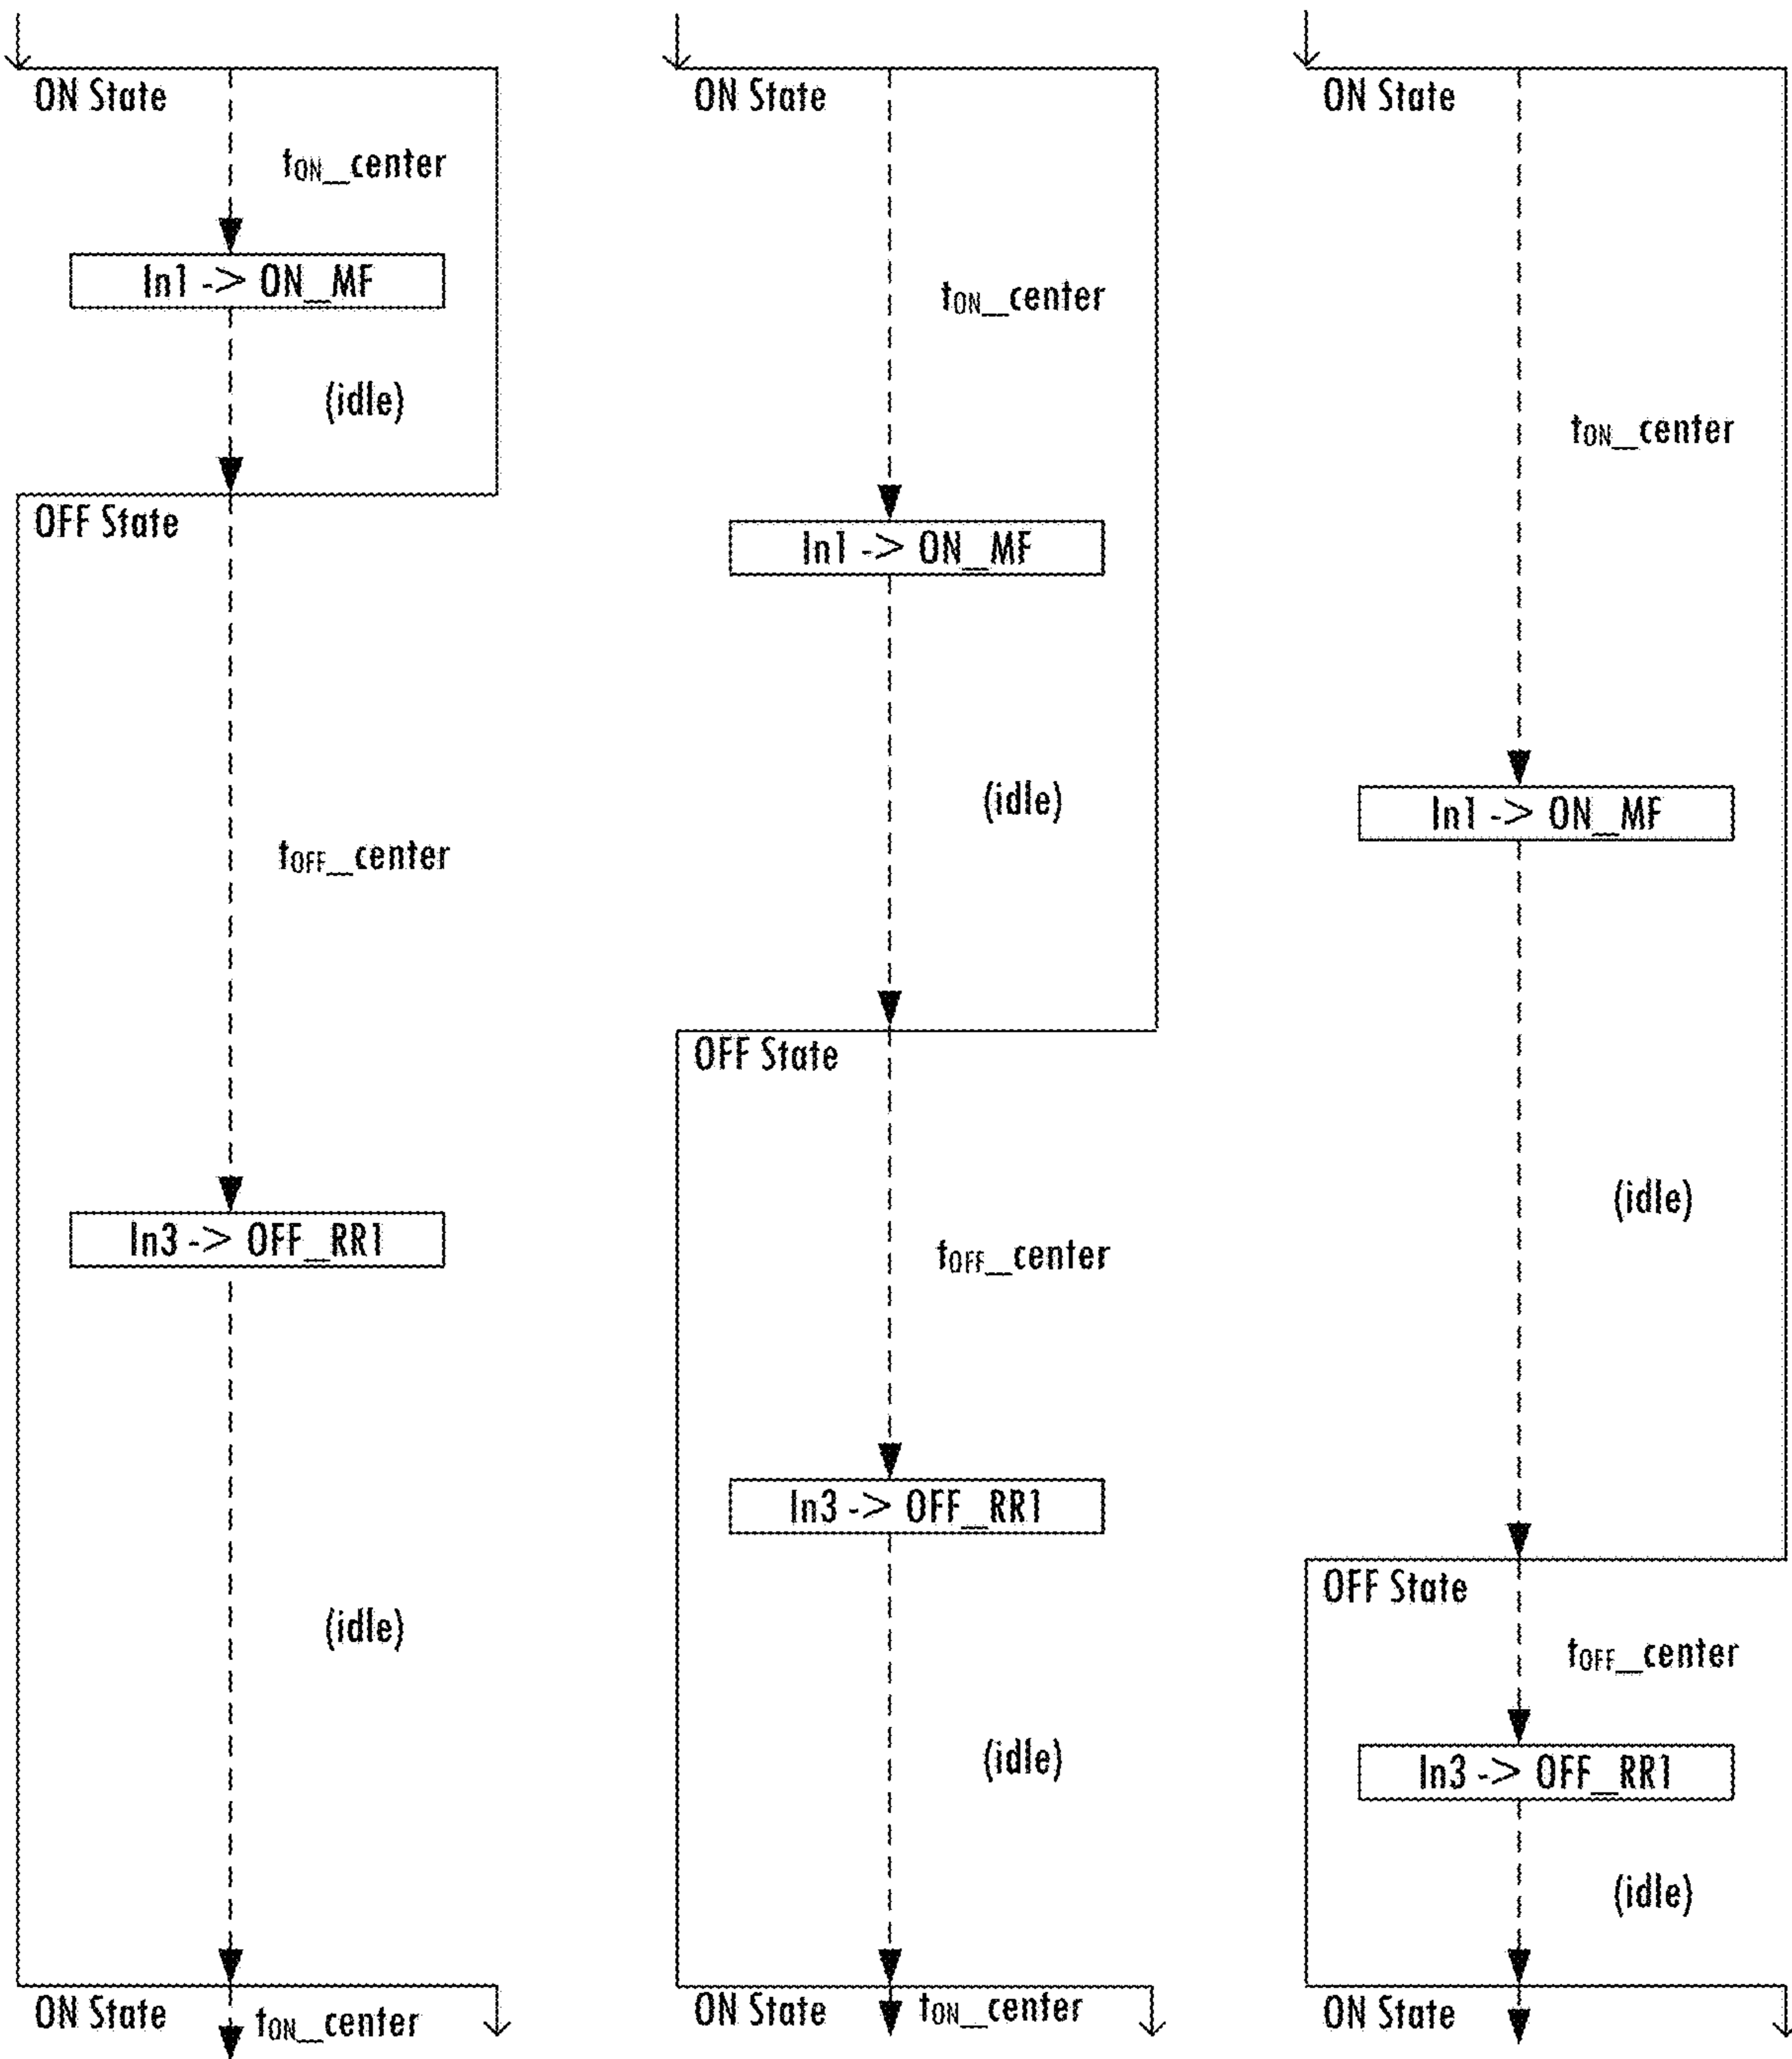 ON State
tON_center
In1 -> ON_MF
(idle)
OFF State
tOFF_center
In3 -> OFF_RR1
(idle)
ON State
tON_center
ON State
tON_center
In1 -> ON_MF
(idle)
OFF State
tOFF_center
In3 -> OFF_RR1
(idle)
ON State
tON_center
ON State
tON_center
In1 -> ON_MF
(idle)
OFF State
tOFF_center
In3 -> OFF_RR1
(idle)
ON State